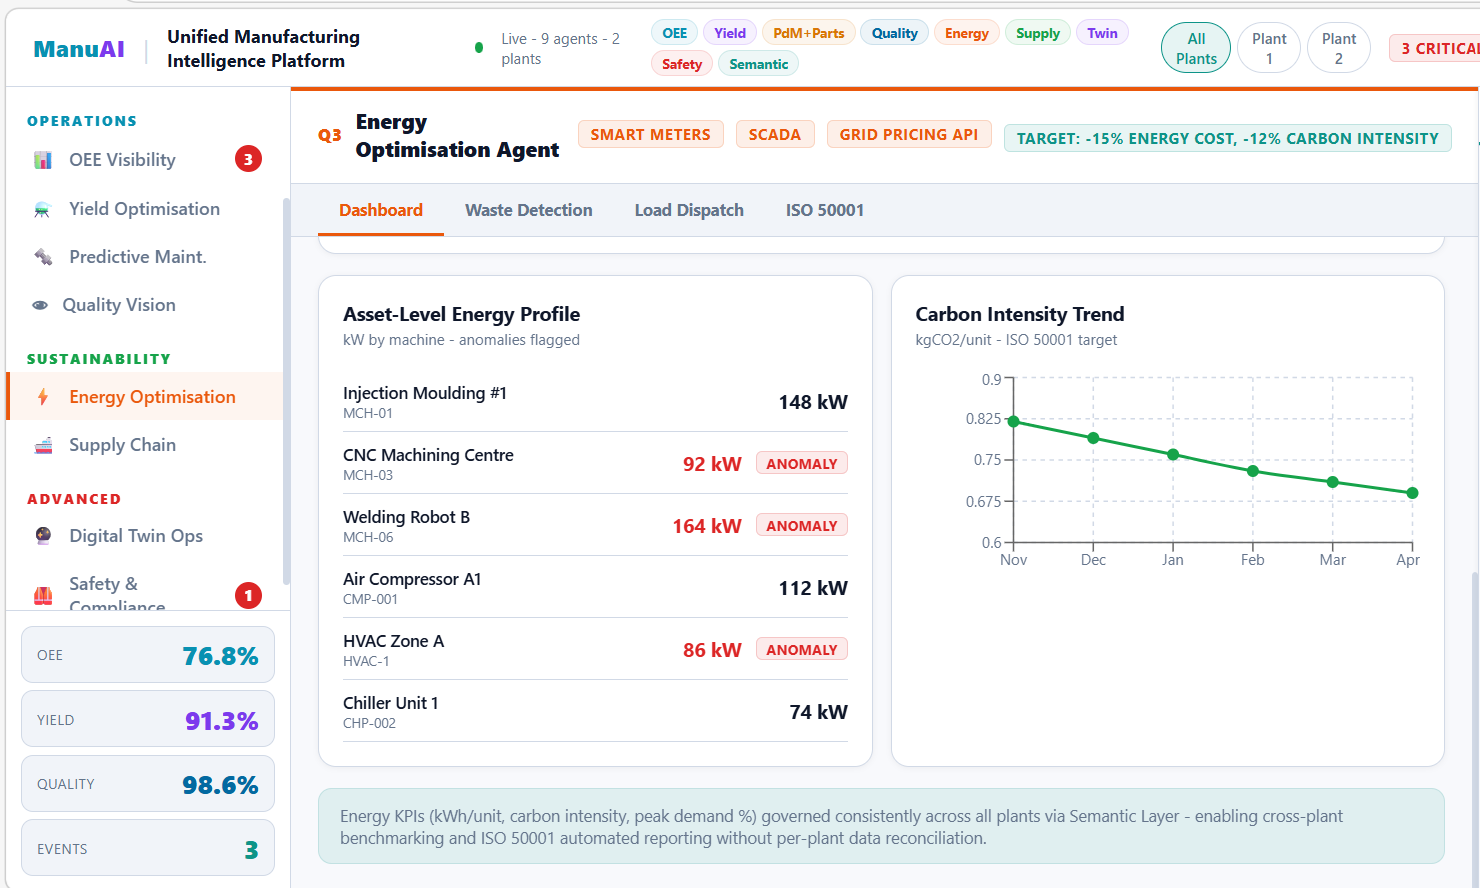 ManuAI
Unified Manufacturing
Intelligence Platform
Live - 9 agents - 2
plants
OEE
Yield
PdM+Parts
Quality
Energy
Supply
Twin
Safety
Semantic
All
Plants
Plant
1
Plant
2
3 CRITICAL
OPERATIONS
OEE Visibility
3
Yield Optimisation
Predictive Maint.
Quality Vision
SUSTAINABILITY
Energy Optimisation
Supply Chain
ADVANCED
Digital Twin Ops
Safety &
Compliance
1
OEE
76.8%
YIELD
91.3%
QUALITY
98.6%
EVENTS
3
Q3
Energy
Optimisation Agent
SMART METERS
SCADA
GRID PRICING API
TARGET: -15% ENERGY COST, -12% CARBON INTENSITY
Dashboard
Waste Detection
Load Dispatch
ISO 50001
Asset-Level Energy Profile
kW by machine - anomalies flagged
Injection Moulding #1
MCH-01
148 kW
CNC Machining Centre
MCH-03
92 kW
ANOMALY
Welding Robot B
MCH-06
164 kW
ANOMALY
Air Compressor A1
CMP-001
112 kW
HVAC Zone A
HVAC-1
86 kW
ANOMALY
Chiller Unit 1
CHP-002
74 kW
Carbon Intensity Trend
kgCO2/unit - ISO 50001 target
0.9
0.825
0.75
0.675
0.6
Nov
Dec
Jan
Feb
Mar
Apr
Energy KPIs (kWh/unit, carbon intensity, peak demand %) governed consistently across all plants via Semantic Layer - enabling cross-plant
benchmarking and ISO 50001 automated reporting without per-plant data reconciliation.